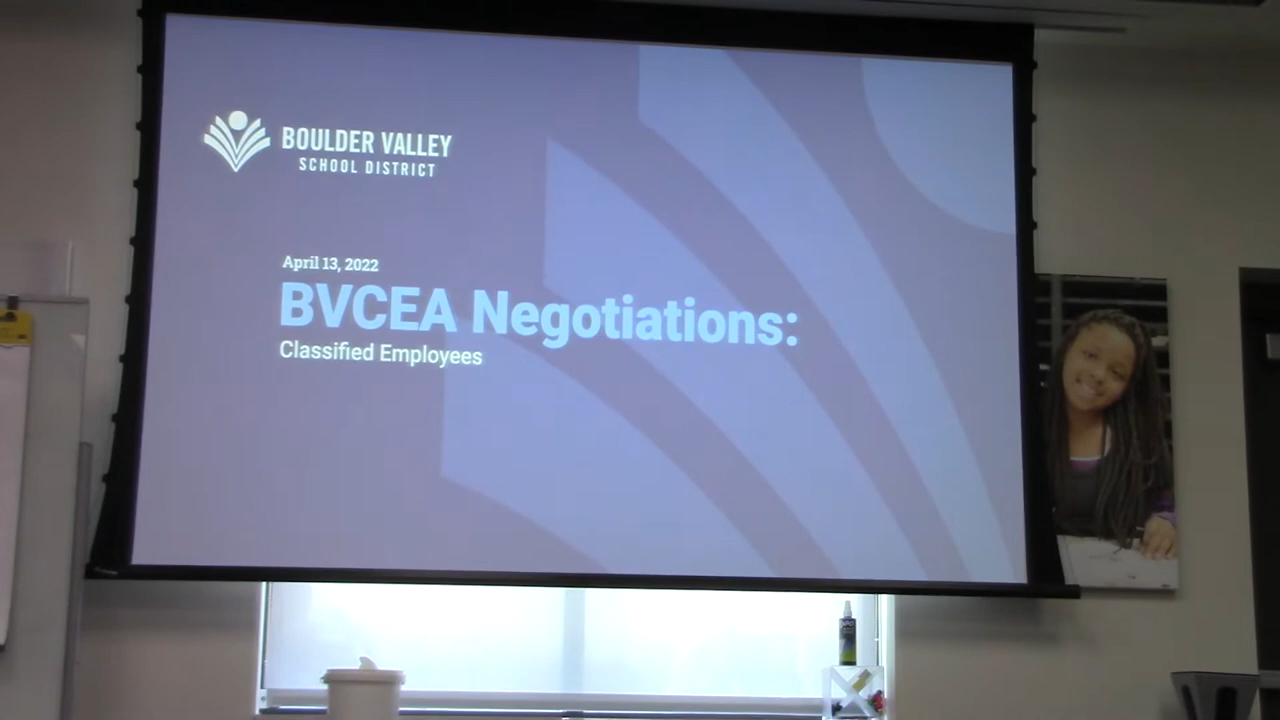 BOULDER VALLEY
SCHOOL DISTRICT
April 13, 2022
BVCEA Negotiations:
Classified Employees